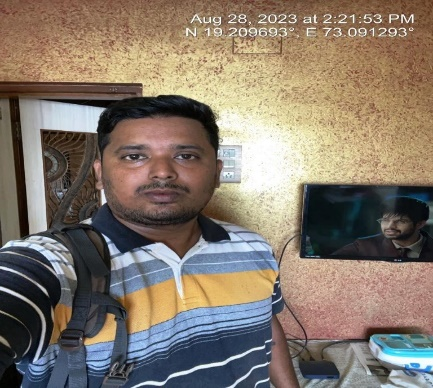 Aug 28, 2023 at 2:21:53 PM
N 19.209693°, E 73.091293°